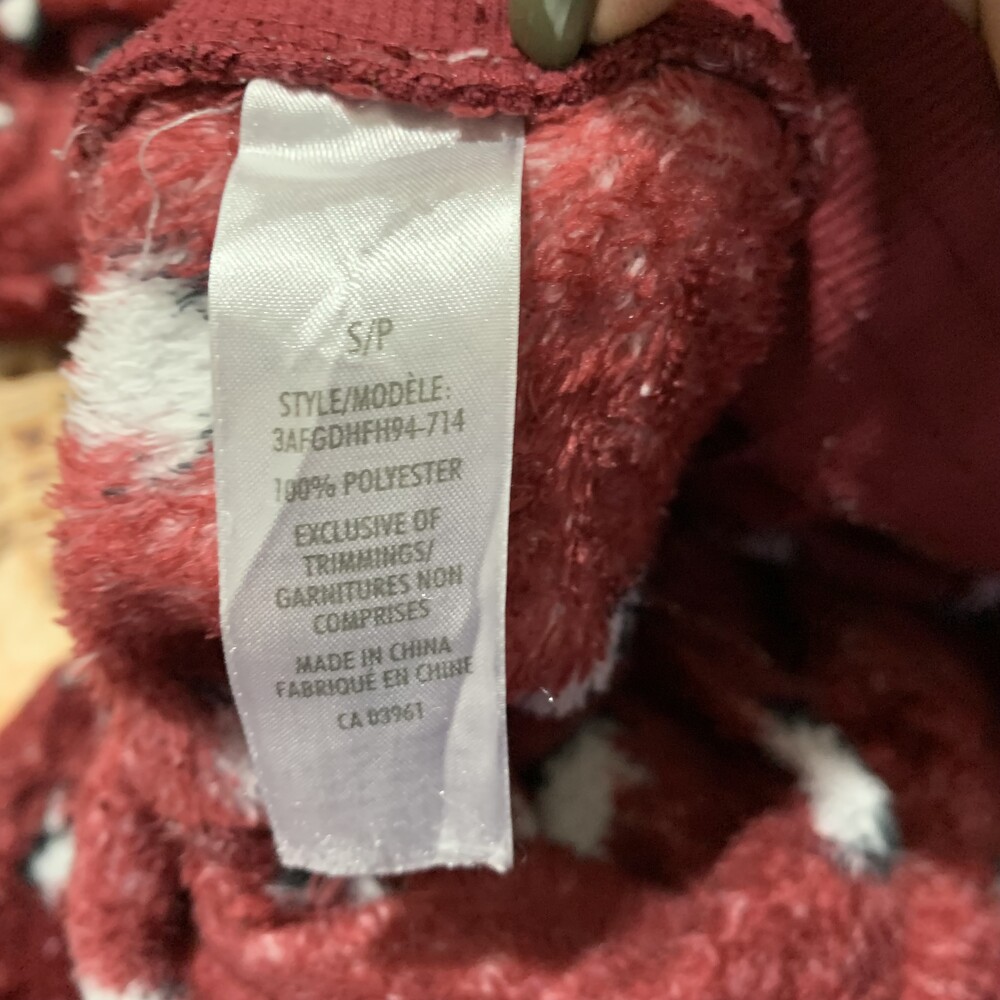 S/P
STYLE/MODÈLE:
3AFGDHFH94-714
100% POLYESTER
EXCLUSIVE OF
TRIMMINGS/
GARNITURES NON
COMPRISES
MADE IN CHINA
FABRIQUÉ EN CHINE
CA 03961